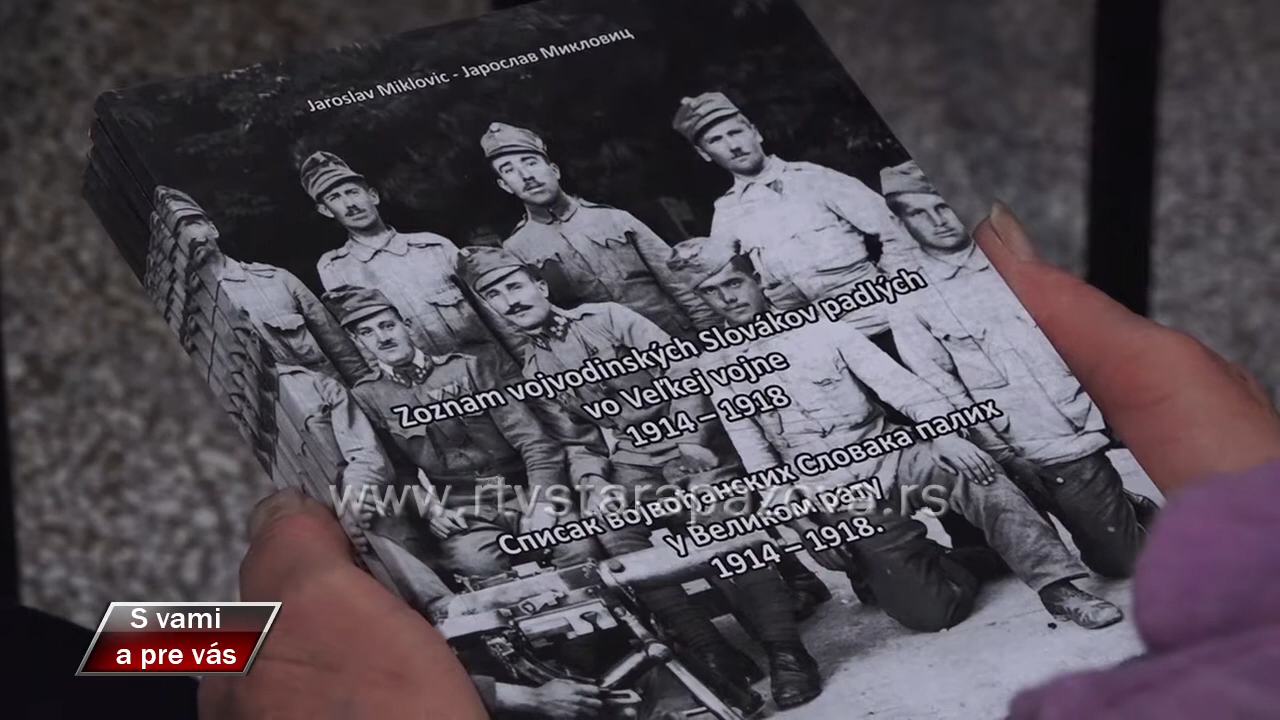 Jaroslav Miklovic - Јарослав Микловиц
Zoznam vojvodinských Slovákov padlých
vo Veľkej vojne
1914 – 1918
Списак војвођанских Словака палих
у Великом рату
1914 – 1918.
www.rtvstarapazova.rs
S vami
a pre vás